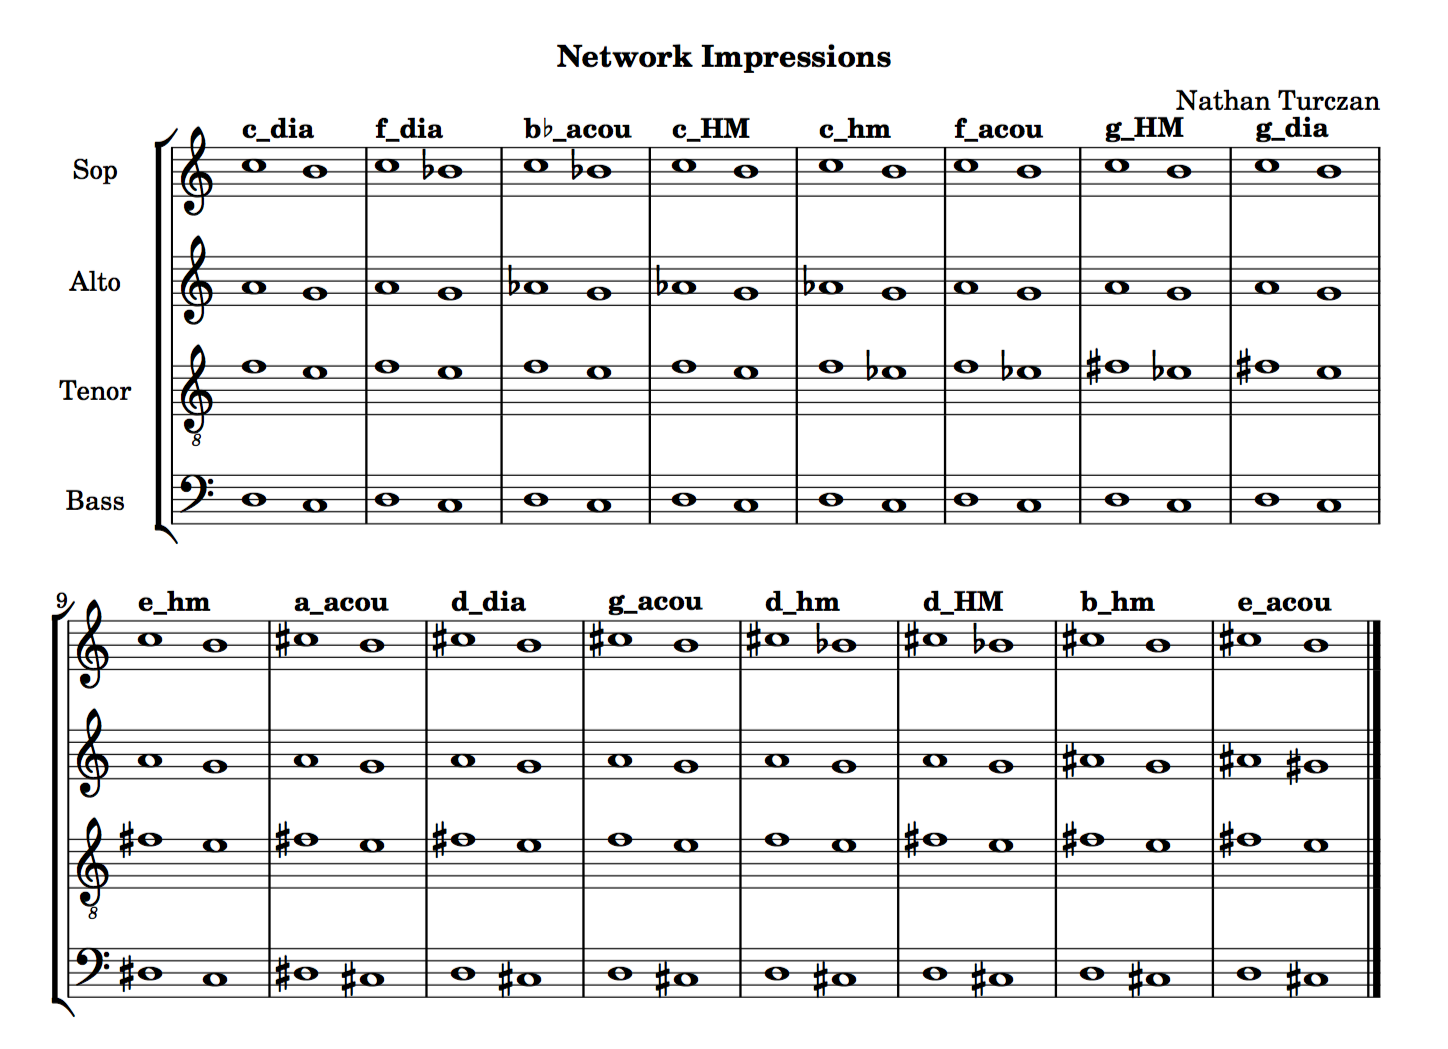 Network Impressions
Nathan Turczan
c_dia f_dia b♭_acou c_HM c_hm f_acou g_HM g_dia
Sop
Alto
Tenor
8
Bass
9 e_hm a_acou d_dia g_acou d_hm d_HM b_hm e_acou
8